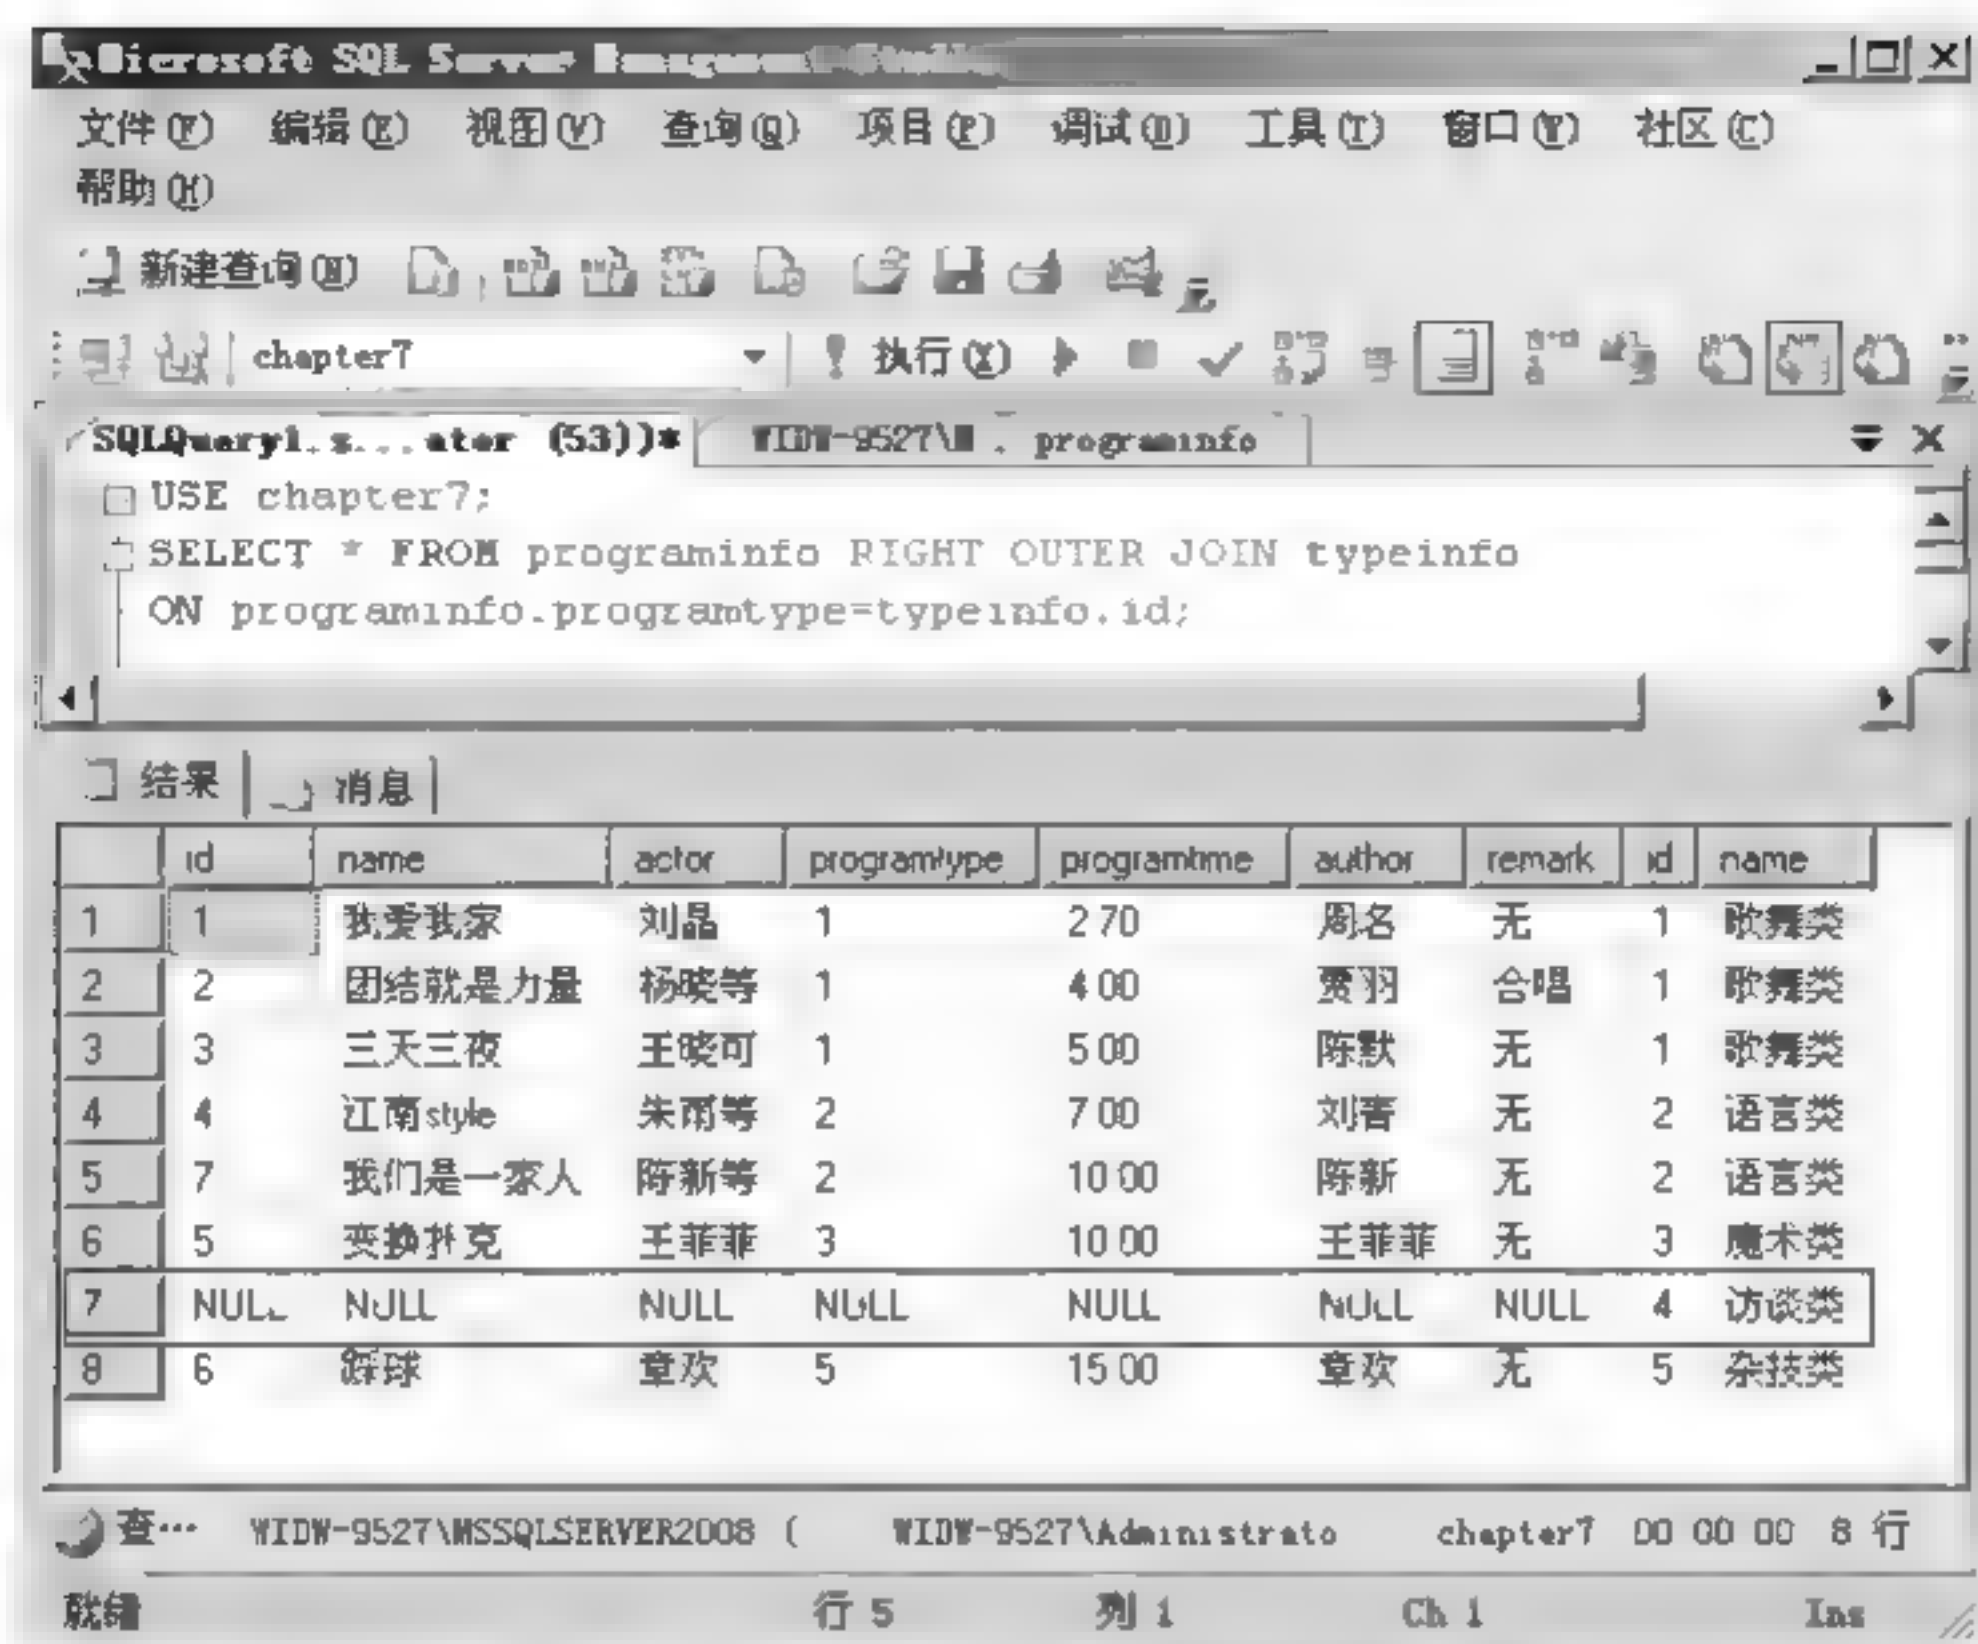 Microsoft SQL Server Management Studio
文件(F) 编辑(E) 视图(V) 查询(Q) 项目(P) 调试(D) 工具(T) 窗口(W) 社区(C)
帮助(H)
新建查询(N)
chapter7 执行(X)
SQLQuery1.s...ator (53))* WIDW-9527\M . programinfo
USE chapter7;
SELECT * FROM programinfo RIGHT OUTER JOIN typeinfo
ON programinfo.programtype=typeinfo.id;
结果 消息
id name actor programtype programtime author remark id name
1 1 我爱我家 刘晶 1 2 70 周名 无 1 歌舞类
2 2 团结就是力量 杨晓等 1 4 00 贾羽 合唱 1 歌舞类
3 3 三天三夜 王晓可 1 5 00 陈默 无 1 歌舞类
4 4 江南style 朱雨等 2 7 00 刘青 无 2 语言类
5 7 我们是一家人 陈新等 2 10 00 陈新 无 2 语言类
6 5 变换扑克 王菲菲 3 10 00 王菲菲 无 3 魔术类
7 NULL NULL NULL NULL NULL NULL NULL 4 访谈类
8 6 踩球 章欢 5 15 00 章欢 无 5 杂技类
查… WIDW-9527\MSSQLSERVER2008 ( WIDW-9527\Administrato chapter7 00 00 00 8 行
就绪 行 5 列 1 Ch 1 Ins